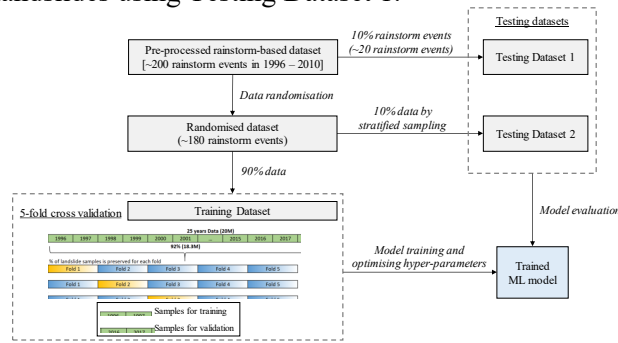 andslides using Testing Dataset 1.
Testing datasets
Pre-processed rainstorm-based dataset
[~200 rainstorm events in 1996 – 2010]
10% rainstorm events
(~20 rainstorm events)
Testing Dataset 1
Data randomisation
Randomised dataset
(~180 rainstorm events)
10% data by
stratified sampling
Testing Dataset 2
90% data
5-fold cross validation
Training Dataset
25 years Data (20M)
1996 1997 1998 1999 2000 2001 .. 2015 2016 2017
92% (18.3M)
% of landslide samples is preserved for each fold
Fold 1 Fold 2 Fold 3 Fold 4 Fold 5
Fold 1 Fold 2 Fold 3 Fold 4 Fold 5
Samples for training
Samples for validation
Model training and
optimising hyper-parameters
Model evaluation
Trained
ML model